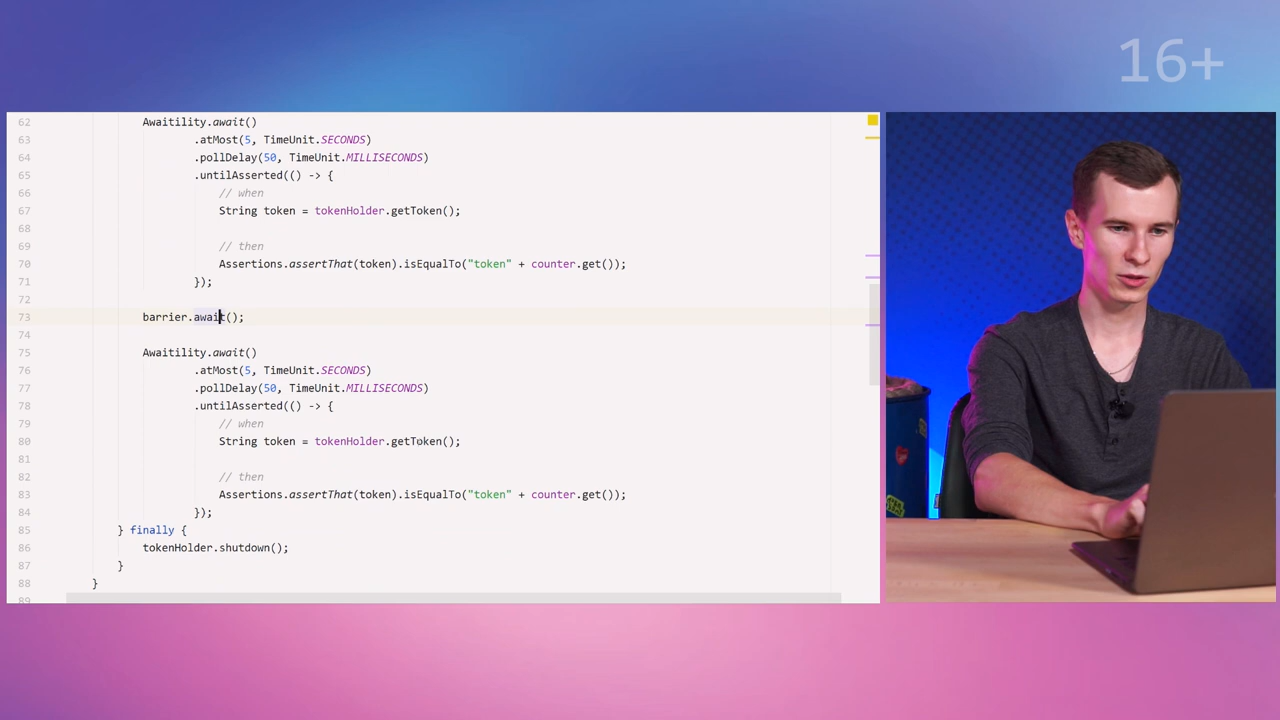 16+
62 Awaitility.await()
63 .atMost(5, TimeUnit.SECONDS)
64 .pollDelay(50, TimeUnit.MILLISECONDS)
65 .untilAsserted(() -> {
66 // when
67 String token = tokenHolder.getToken();
68
69 // then
70 Assertions.assertThat(token).isEqualTo("token" + counter.get());
71 });
72
73 barrier.await();
74
75 Awaitility.await()
76 .atMost(5, TimeUnit.SECONDS)
77 .pollDelay(50, TimeUnit.MILLISECONDS)
78 .untilAsserted(() -> {
79 // when
80 String token = tokenHolder.getToken();
81
82 // then
83 Assertions.assertThat(token).isEqualTo("token" + counter.get());
84 });
85 } finally {
86 tokenHolder.shutdown();
87 }
88 }
89